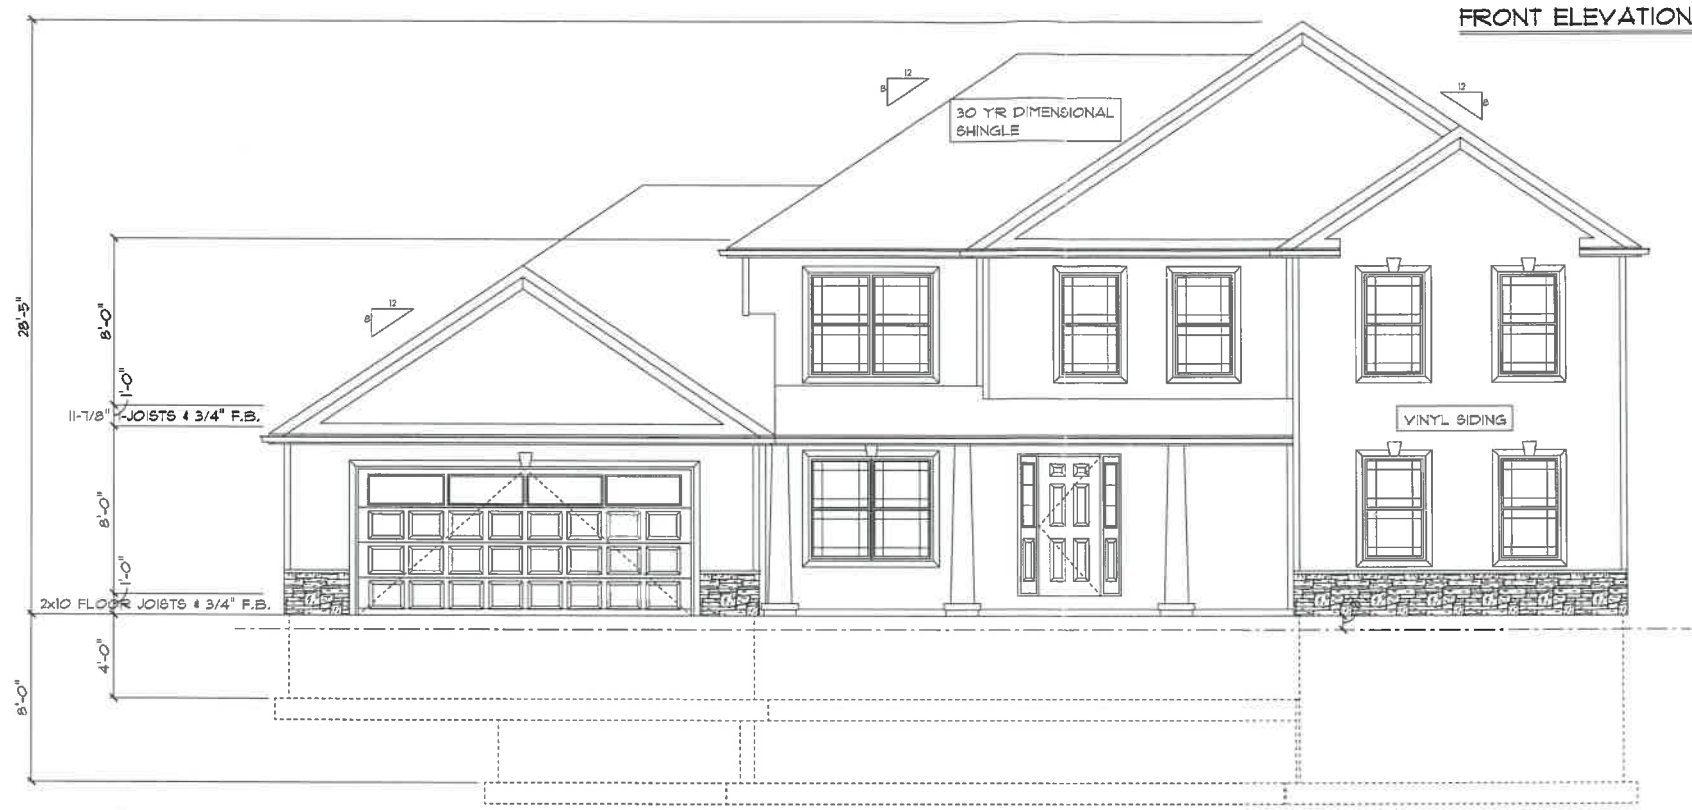 FRONT ELEVATION
12
8
12
8
30 YR DIMENSIONAL
SHINGLE
28'-5"
8'-0"
12
8
1'-0"
11-7/8" I-JOISTS & 3/4" F.B.
VINYL SIDING
8'-0"
1'-0"
2x10 FLOOR JOISTS & 3/4" F.B.
4'-0"
8'-0"